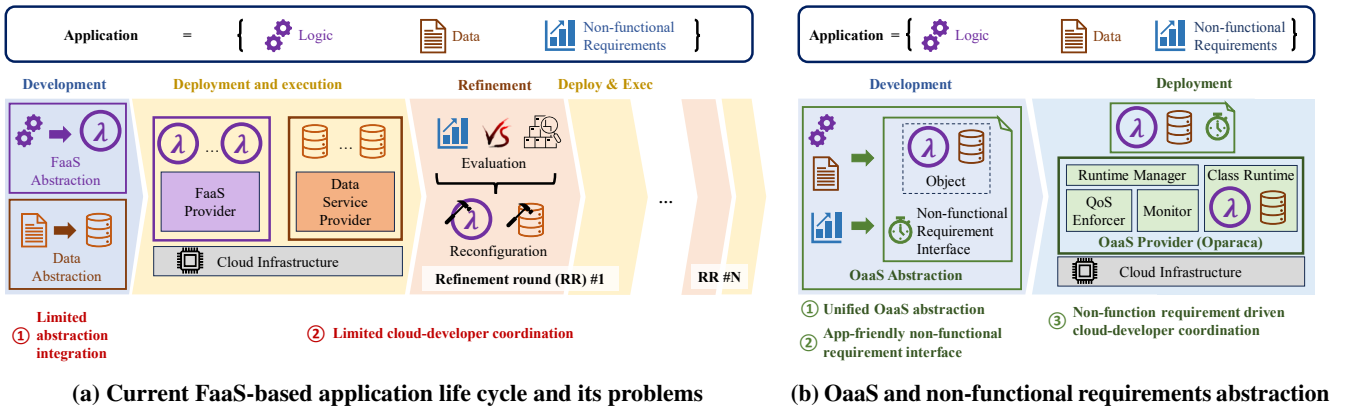 Application = { Logic Data Non-functional Requirements }
Development
Deployment and execution
Refinement
Deploy & Exec
λ
FaaS
Abstraction
Data
Abstraction
λ ... λ
FaaS
Provider
...
Data
Service
Provider
Cloud Infrastructure
VS
Evaluation
λ
Reconfiguration
Refinement round (RR) #1
...
RR #N
① Limited
abstraction
integration
② Limited cloud-developer coordination
(a) Current FaaS-based application life cycle and its problems
Application = { Logic Data Non-functional Requirements }
Development
Deployment
λ
Object
Non-functional
Requirement
Interface
OaaS Abstraction
λ
Runtime Manager
Class Runtime
QoS
Enforcer
Monitor
λ
OaaS Provider (Oparaca)
Cloud Infrastructure
① Unified OaaS abstraction
② App-friendly non-functional
requirement interface
③ Non-function requirement driven
cloud-developer coordination
(b) OaaS and non-functional requirements abstraction